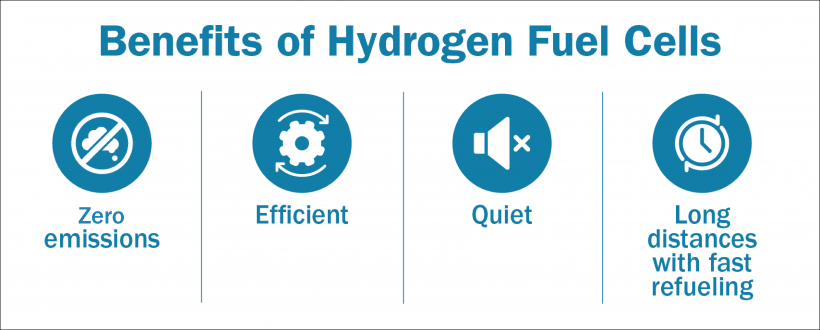 Benefits of Hydrogen Fuel Cells
Zero
emissions
Efficient
Quiet
Long
distances
with fast
refueling